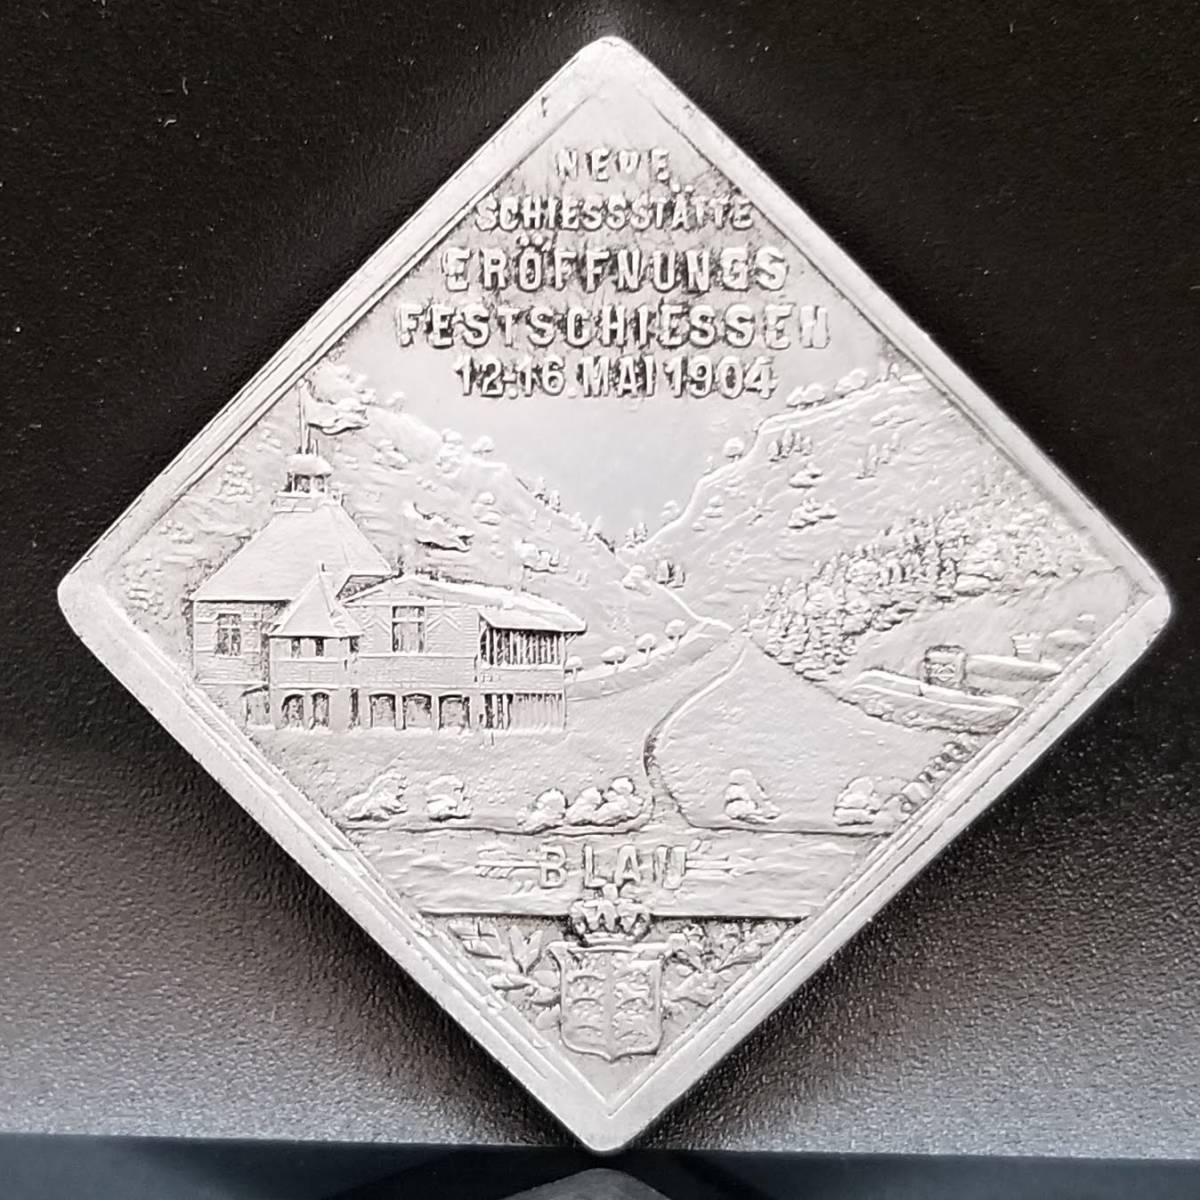 NEUE
SCHIESSSTÄTTE
ERÖFFNUNGS
FESTSCHIESSEN
12-16. MAI 1904
BLAU